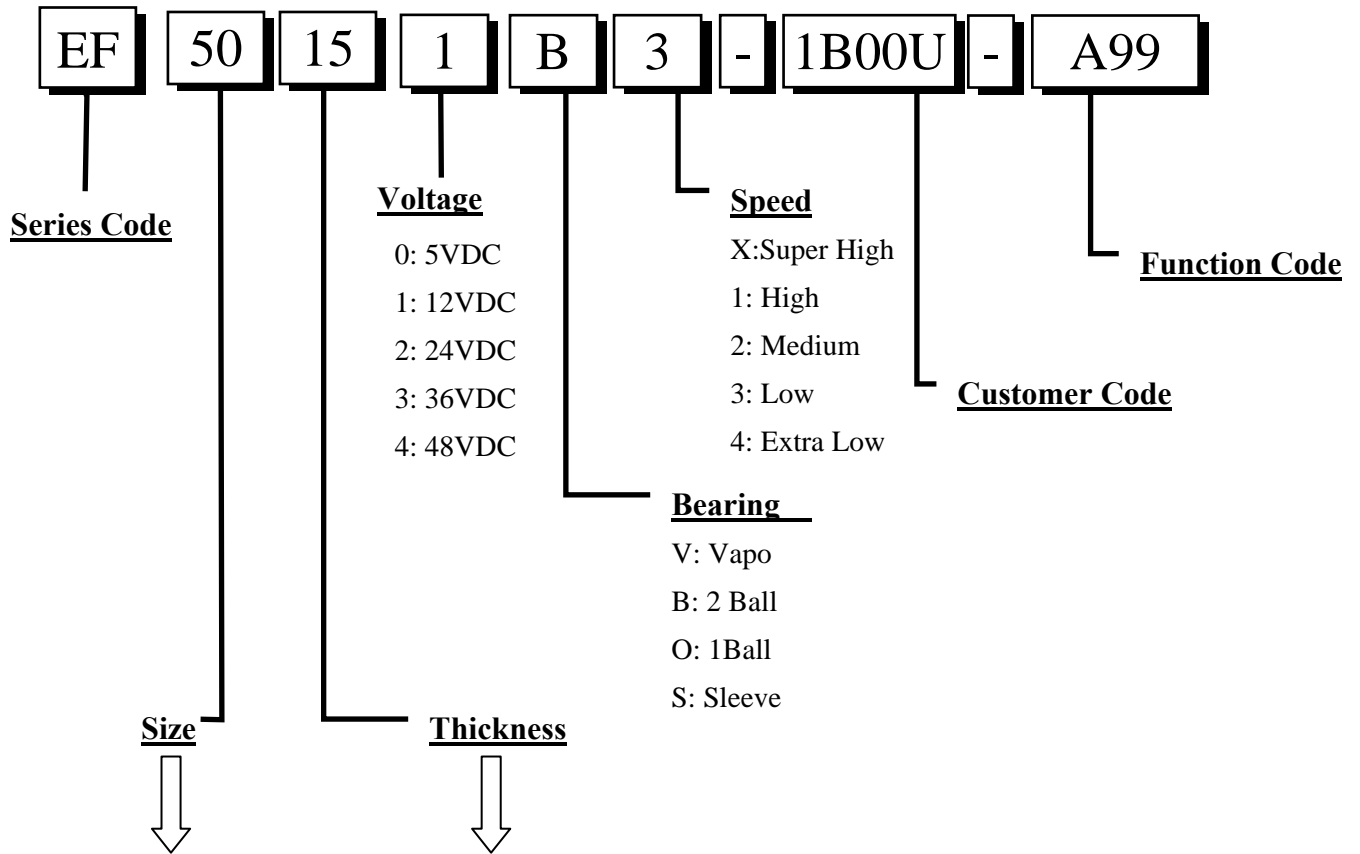 EF 50 15 1 B 3 - 1B00U - A99
Series Code
Voltage
0: 5VDC
1: 12VDC
2: 24VDC
3: 36VDC
4: 48VDC
Speed
X:Super High
1: High
2: Medium
3: Low
4: Extra Low
Function Code
Customer Code
Bearing
V: Vapo
B: 2 Ball
O: 1Ball
S: Sleeve
Size
Thickness